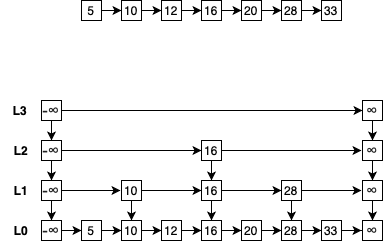 5 10 12 16 20 28 33
L3 -∞ ∞
L2 -∞ 16 ∞
L1 -∞ 10 16 28 ∞
L0 -∞ 5 10 12 16 20 28 33 ∞